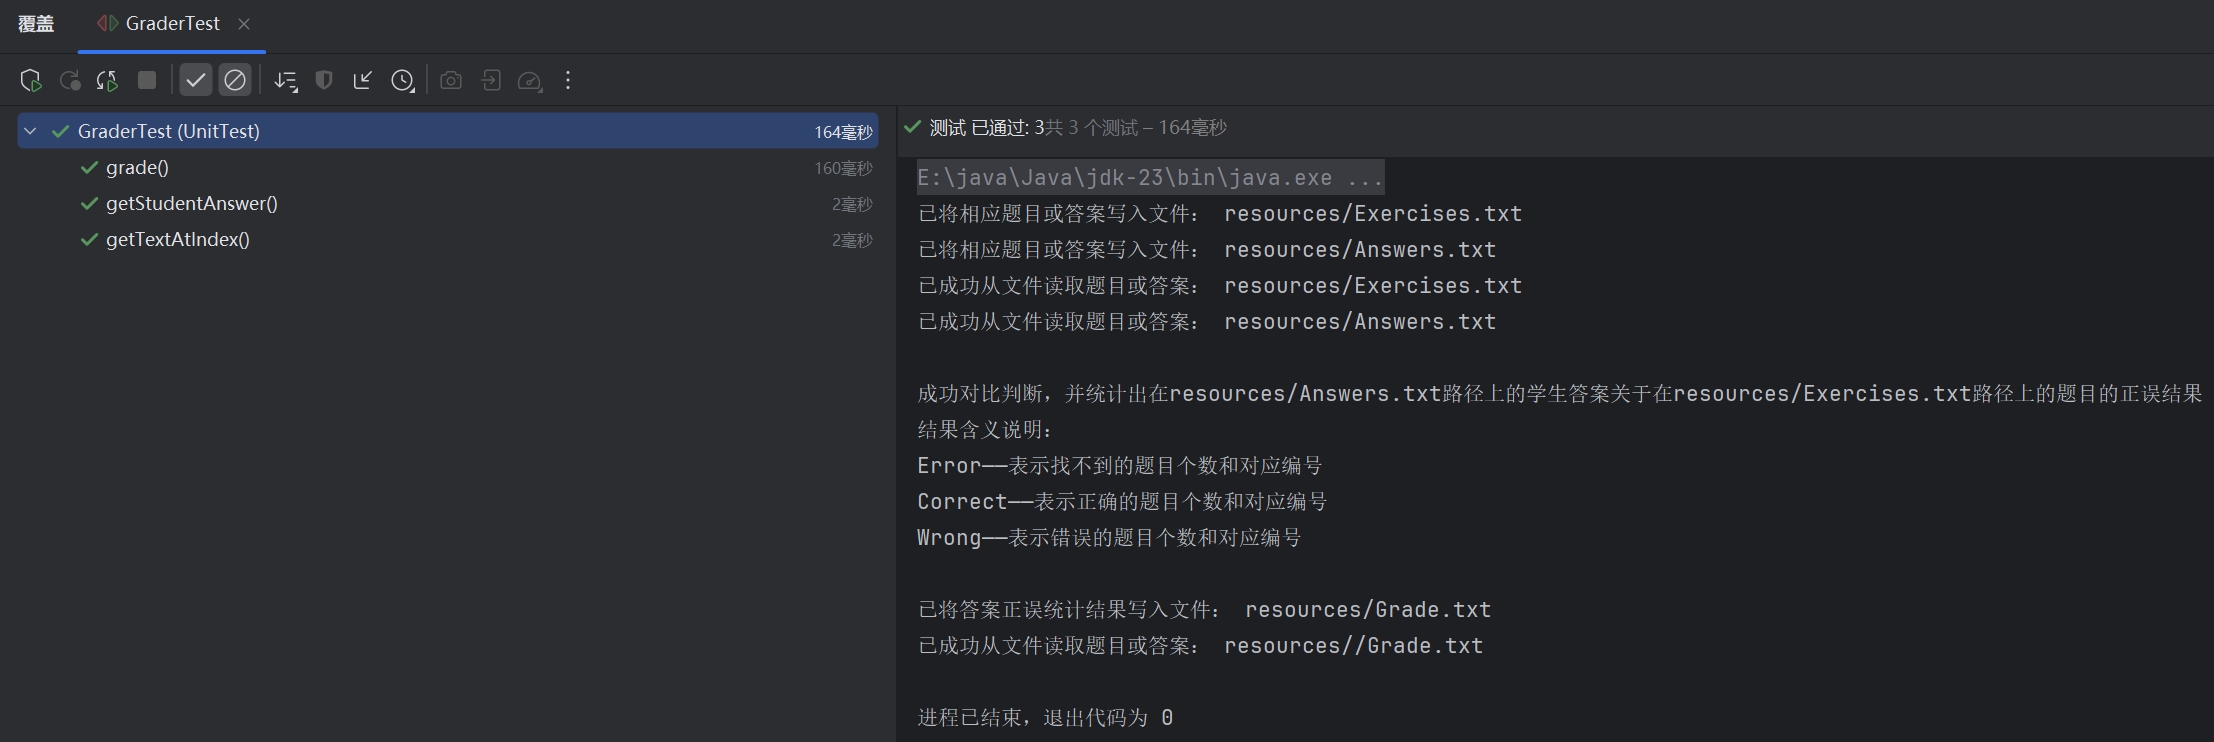 覆盖 GraderTest
GraderTest (UnitTest) 164毫秒
grade() 160毫秒
getStudentAnswer() 2毫秒
getTextAtIndex() 2毫秒
测试 已通过: 3共 3 个测试 – 164毫秒
E:\java\Java\jdk-23\bin\java.exe ...
已将相应题目或答案写入文件： resources/Exercises.txt
已将相应题目或答案写入文件： resources/Answers.txt
已成功从文件读取题目或答案： resources/Exercises.txt
已成功从文件读取题目或答案： resources/Answers.txt
成功对比判断，并统计出在resources/Answers.txt路径上的学生答案关于在resources/Exercises.txt路径上的题目的正误结果
结果含义说明：
Error——表示找不到的题目个数和对应编号
Correct——表示正确的题目个数和对应编号
Wrong——表示错误的题目个数和对应编号
已将答案正误统计结果写入文件： resources/Grade.txt
已成功从文件读取题目或答案： resources//Grade.txt
进程已结束，退出代码为 0